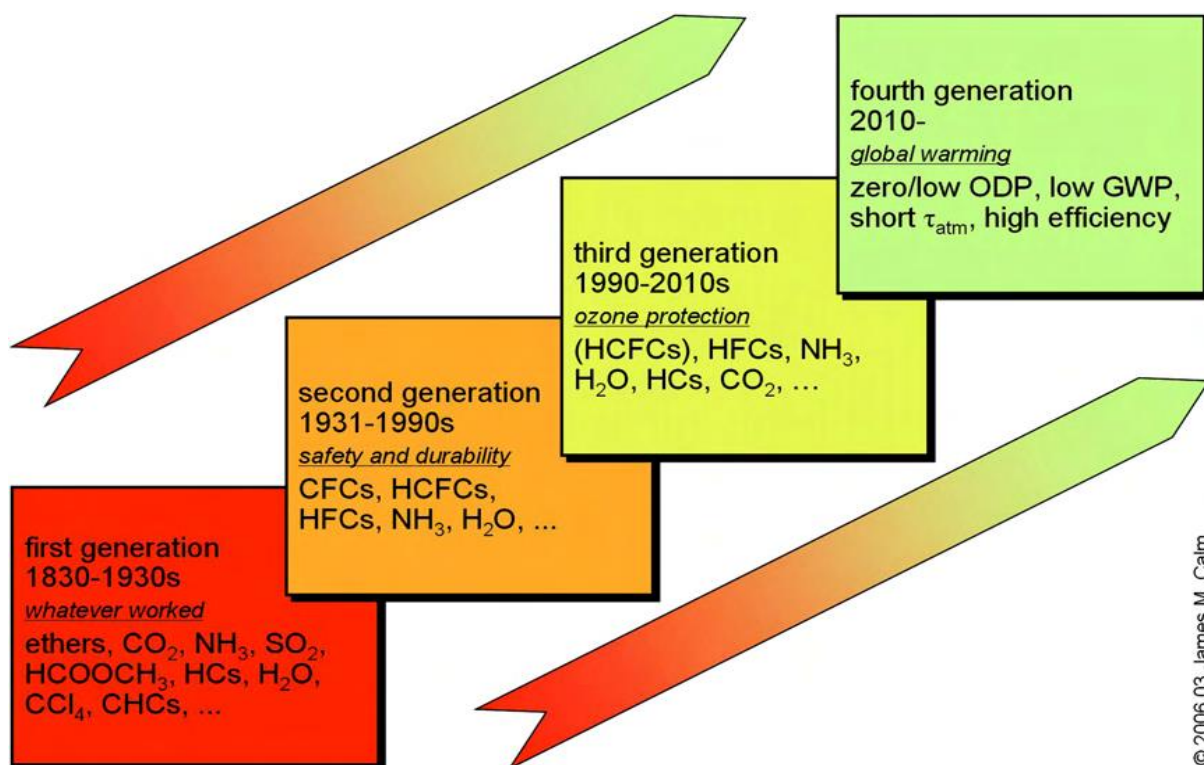 first generation
1830-1930s
whatever worked
ethers, CO₂, NH₃, SO₂,
HCOOCH₃, HCs, H₂O,
CCl₄, CHCs, ...
second generation
1931-1990s
safety and durability
CFCs, HCFCs,
HFCs, NH₃, H₂O, ...
third generation
1990-2010s
ozone protection
(HCFCs), HFCs, NH₃,
H₂O, HCs, CO₂, ...
fourth generation
2010-
global warming
zero/low ODP, low GWP,
short τatm, high efficiency
© 2006.03 James M. Calm